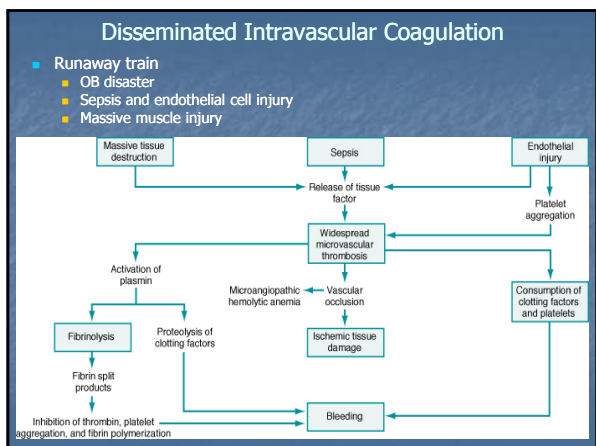 Disseminated Intravascular Coagulation
Runaway train
OB disaster
Sepsis and endothelial cell injury
Massive muscle injury
Massive tissue
destruction
Sepsis
Endothelial
injury
Release of tissue
factor
Platelet
aggregation
Widespread
microvascular
thrombosis
Activation of
plasmin
Microangiopathic
hemolytic anemia
Vascular
occlusion
Consumption of
clotting factors
and platelets
Fibrinolysis
Proteolysis of
clotting factors
Ischemic tissue
damage
Fibrin split
products
Inhibition of thrombin, platelet
aggregation, and fibrin polymerization
Bleeding